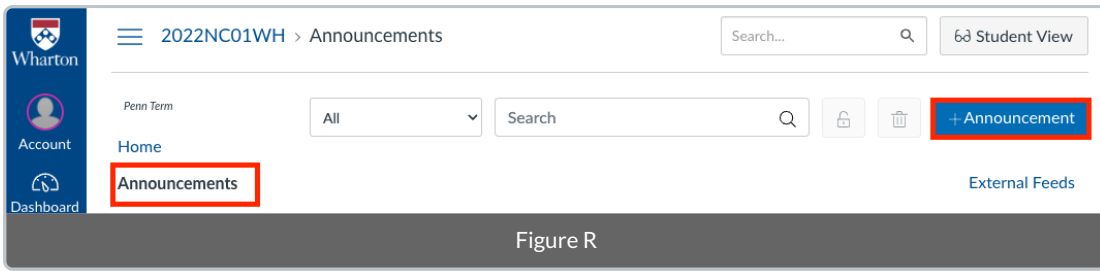 Wharton
Account
Dashboard
2022NC01WH > Announcements
Search...
Student View
Penn Term
Home
Announcements
All
Search
+Announcement
External Feeds
Figure R